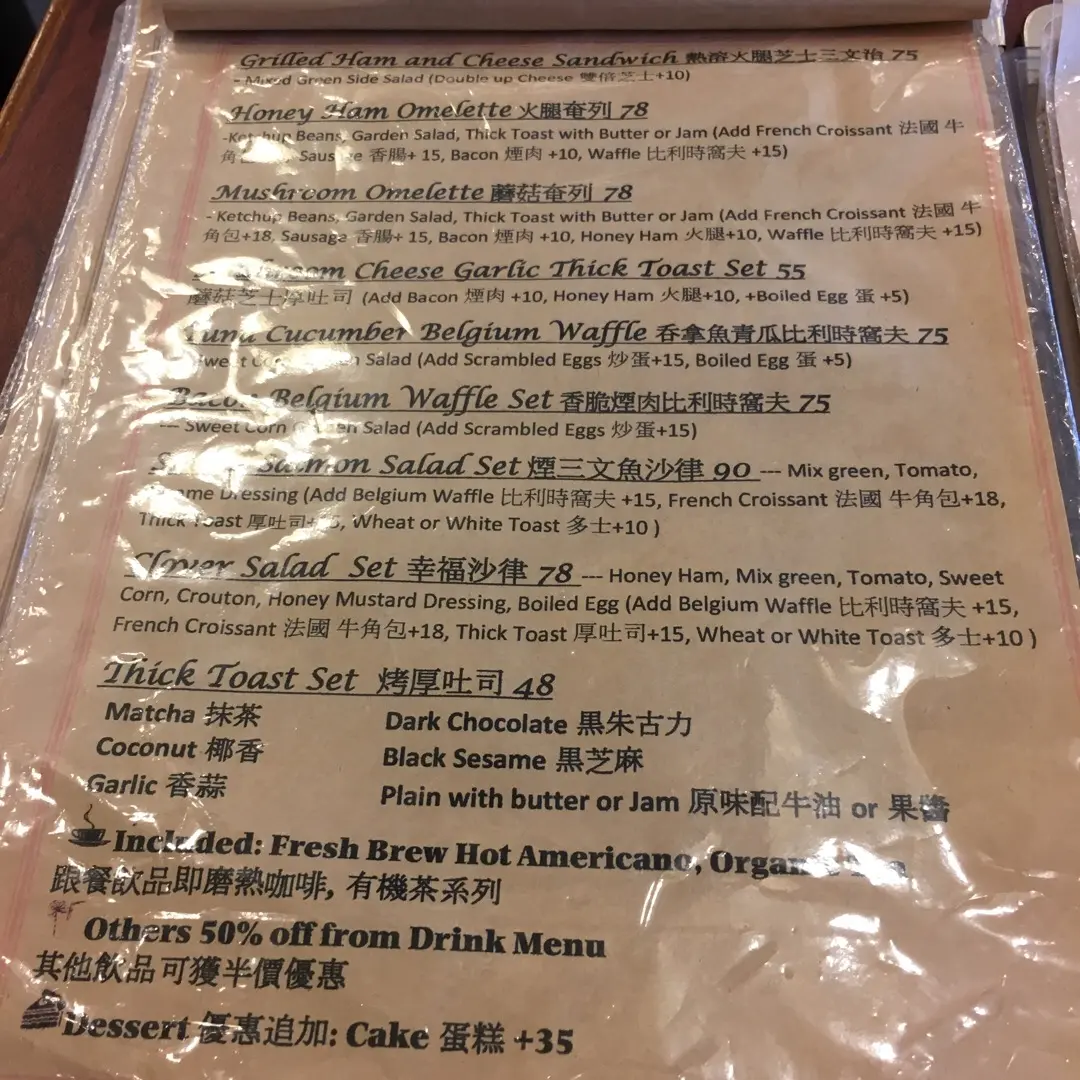 Grilled Ham and Cheese Sandwich 熱溶火腿芝士三文治 75
- Mixed Green Side Salad (Double up Cheese 雙倍芝士+10)
Honey Ham Omelette 火腿奄列 78
-Ketchup Beans, Garden Salad, Thick Toast with Butter or Jam (Add French Croissant 法國 牛
角 Sausage 香腸+ 15, Bacon 煙肉 +10, Waffle 比利時窩夫 +15)
Mushroom Omelette 蘑菇奄列 78
- Ketchup Beans, Garden Salad, Thick Toast with Butter or Jam (Add French Croissant 法國 牛
角包+18, Sausage 香腸+ 15, Bacon 煙肉 +10, Honey Ham 火腿+10, Waffle 比利時窩夫 +15)
Cheese Garlic Thick Toast Set 55
蘑菇芝士厚吐司 (Add Bacon 煙肉 +10, Honey Ham 火腿+10, +Boiled Egg 蛋 +5)
Tuna Cucumber Belgium Waffle 吞拿魚青瓜比利時窩夫 75
Sweet Salad (Add Scrambled Eggs 炒蛋+15, Boiled Egg 蛋 +5)
Bacon Belgium Waffle Set 香脆煙肉比利時窩夫 75
--- Sweet Corn Garden Salad (Add Scrambled Eggs 炒蛋+15)
Salmon Salad Set 煙三文魚沙律 90 --- Mix green, Tomato,
Dressing (Add Belgium Waffle 比利時窩夫 +15, French Croissant 法國 牛角包+18,
Thick Toast 厚吐司 Wheat or White Toast 多士+10 )
Clover Salad Set 幸福沙律 78 --- Honey Ham, Mix green, Tomato, Sweet
Corn, Crouton, Honey Mustard Dressing, Boiled Egg (Add Belgium Waffle 比利時窩夫 +15,
French Croissant 法國 牛角包+18, Thick Toast 厚吐司+15, Wheat or White Toast 多士+10 )
Thick Toast Set 烤厚吐司 48
Matcha 抹茶 Dark Chocolate 黒朱古力
Coconut 椰香 Black Sesame 黒芝麻
Garlic 香蒜 Plain with butter or Jam 原味配牛油 or 果醬
Included: Fresh Brew Hot Americano, Organic Tea
跟餐飲品即磨熱咖啡, 有機茶系列
Others 50% off from Drink Menu
其他飲品可獲半價優惠
Dessert 優惠追加: Cake 蛋糕 +35